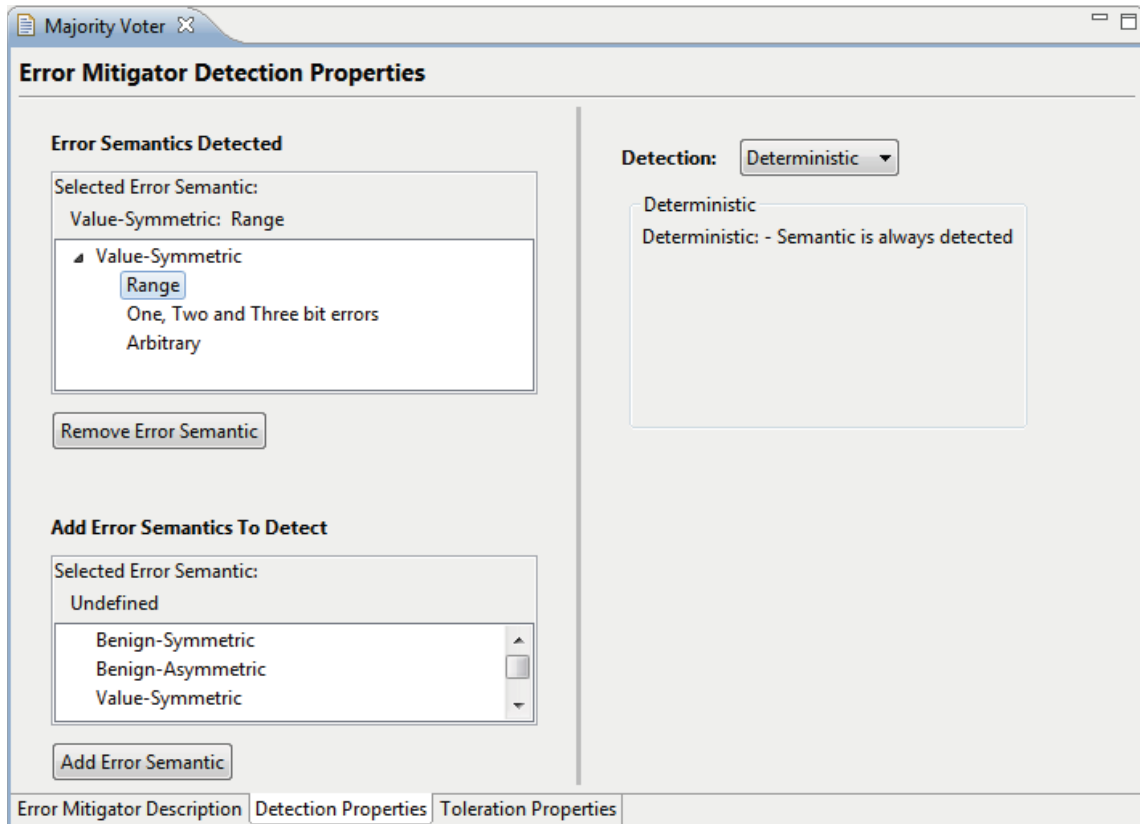 Majority Voter
Error Mitigator Detection Properties
Error Semantics Detected
Selected Error Semantic:
Value-Symmetric: Range
Value-Symmetric
Range
One, Two and Three bit errors
Arbitrary
Remove Error Semantic
Add Error Semantics To Detect
Selected Error Semantic:
Undefined
Benign-Symmetric
Benign-Asymmetric
Value-Symmetric
Add Error Semantic
Detection: Deterministic
Deterministic
Deterministic: - Semantic is always detected
Error Mitigator Description Detection Properties Toleration Properties